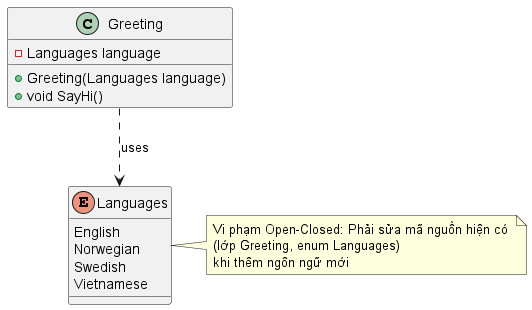 C Greeting
Languages language
Greeting(Languages language)
void SayHi()
uses
E Languages
English
Norwegian
Swedish
Vietnamese
Vi phạm Open-Closed: Phải sửa mã nguồn hiện có
(lớp Greeting, enum Languages)
khi thêm ngôn ngữ mới